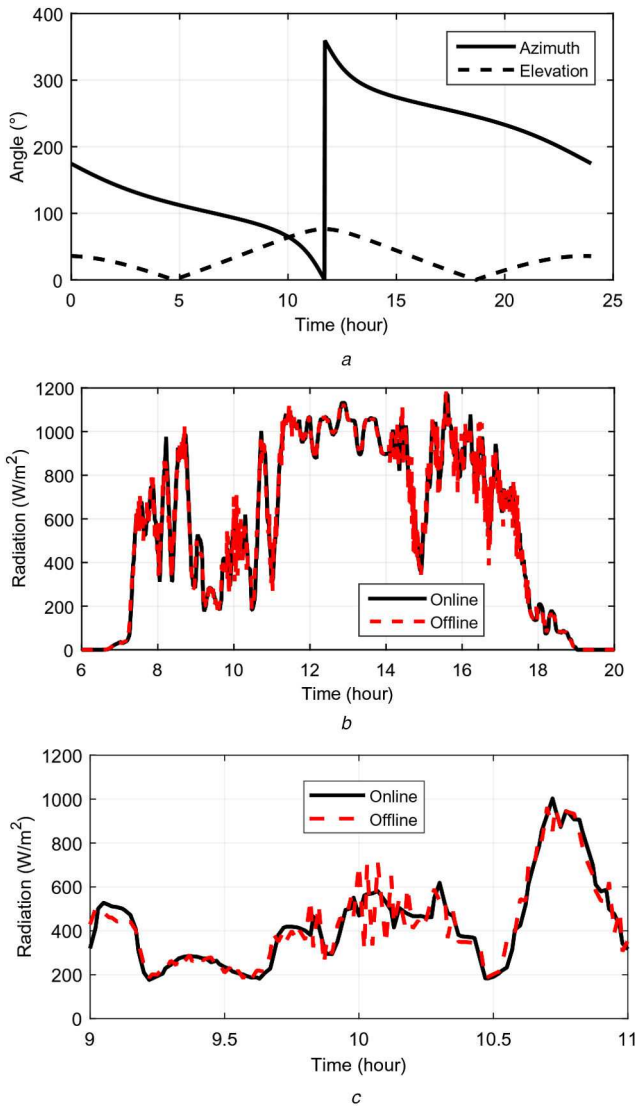 400
300
200
100
0
Angle (°)
Azimuth
Elevation
0 5 10 15 20 25
Time (hour)
a
1200
1000
800
600
400
200
0
Radiation (W/m²)
Online
Offline
6 8 10 12 14 16 18 20
Time (hour)
b
1200
1000
800
600
400
200
0
Radiation (W/m²)
Online
Offline
9 9.5 10 10.5 11
Time (hour)
c